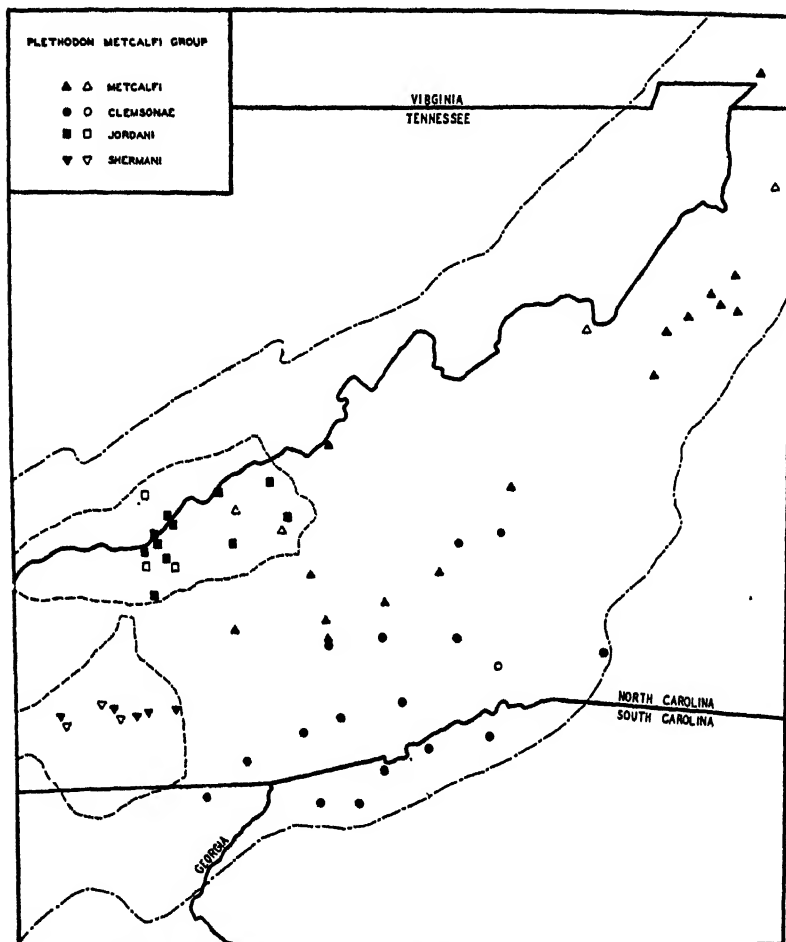 PLETHODON METCALFI GROUP
METCALFI
CLEMSONAE
JORDANI
SHERMANI
VIRGINIA
TENNESSEE
NORTH CAROLINA
SOUTH CAROLINA
GEORGIA